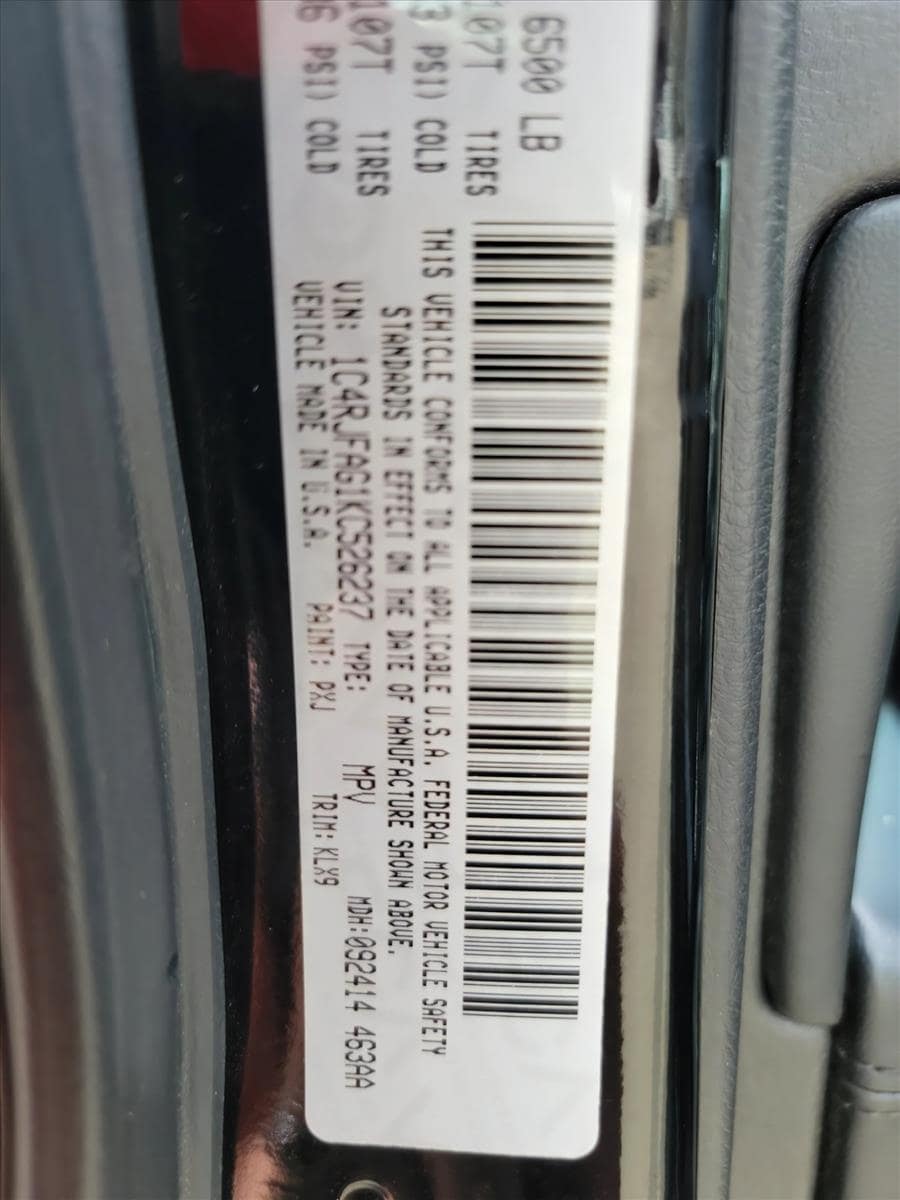 6500 LB
107T TIRES
3 PSI) COLD
107T TIRES
6 PSI) COLD
THIS VEHICLE CONFORMS TO ALL APPLICABLE U.S.A. FEDERAL MOTOR VEHICLE SAFETY
STANDARDS IN EFFECT ON THE DATE OF MANUFACTURE SHOWN ABOVE.
VIN: 1C4RJFAG1KC526237 TYPE: MPV MDH:092414 463AA
VEHICLE MADE IN U.S.A. PAINT: PXJ TRIM: KLX9